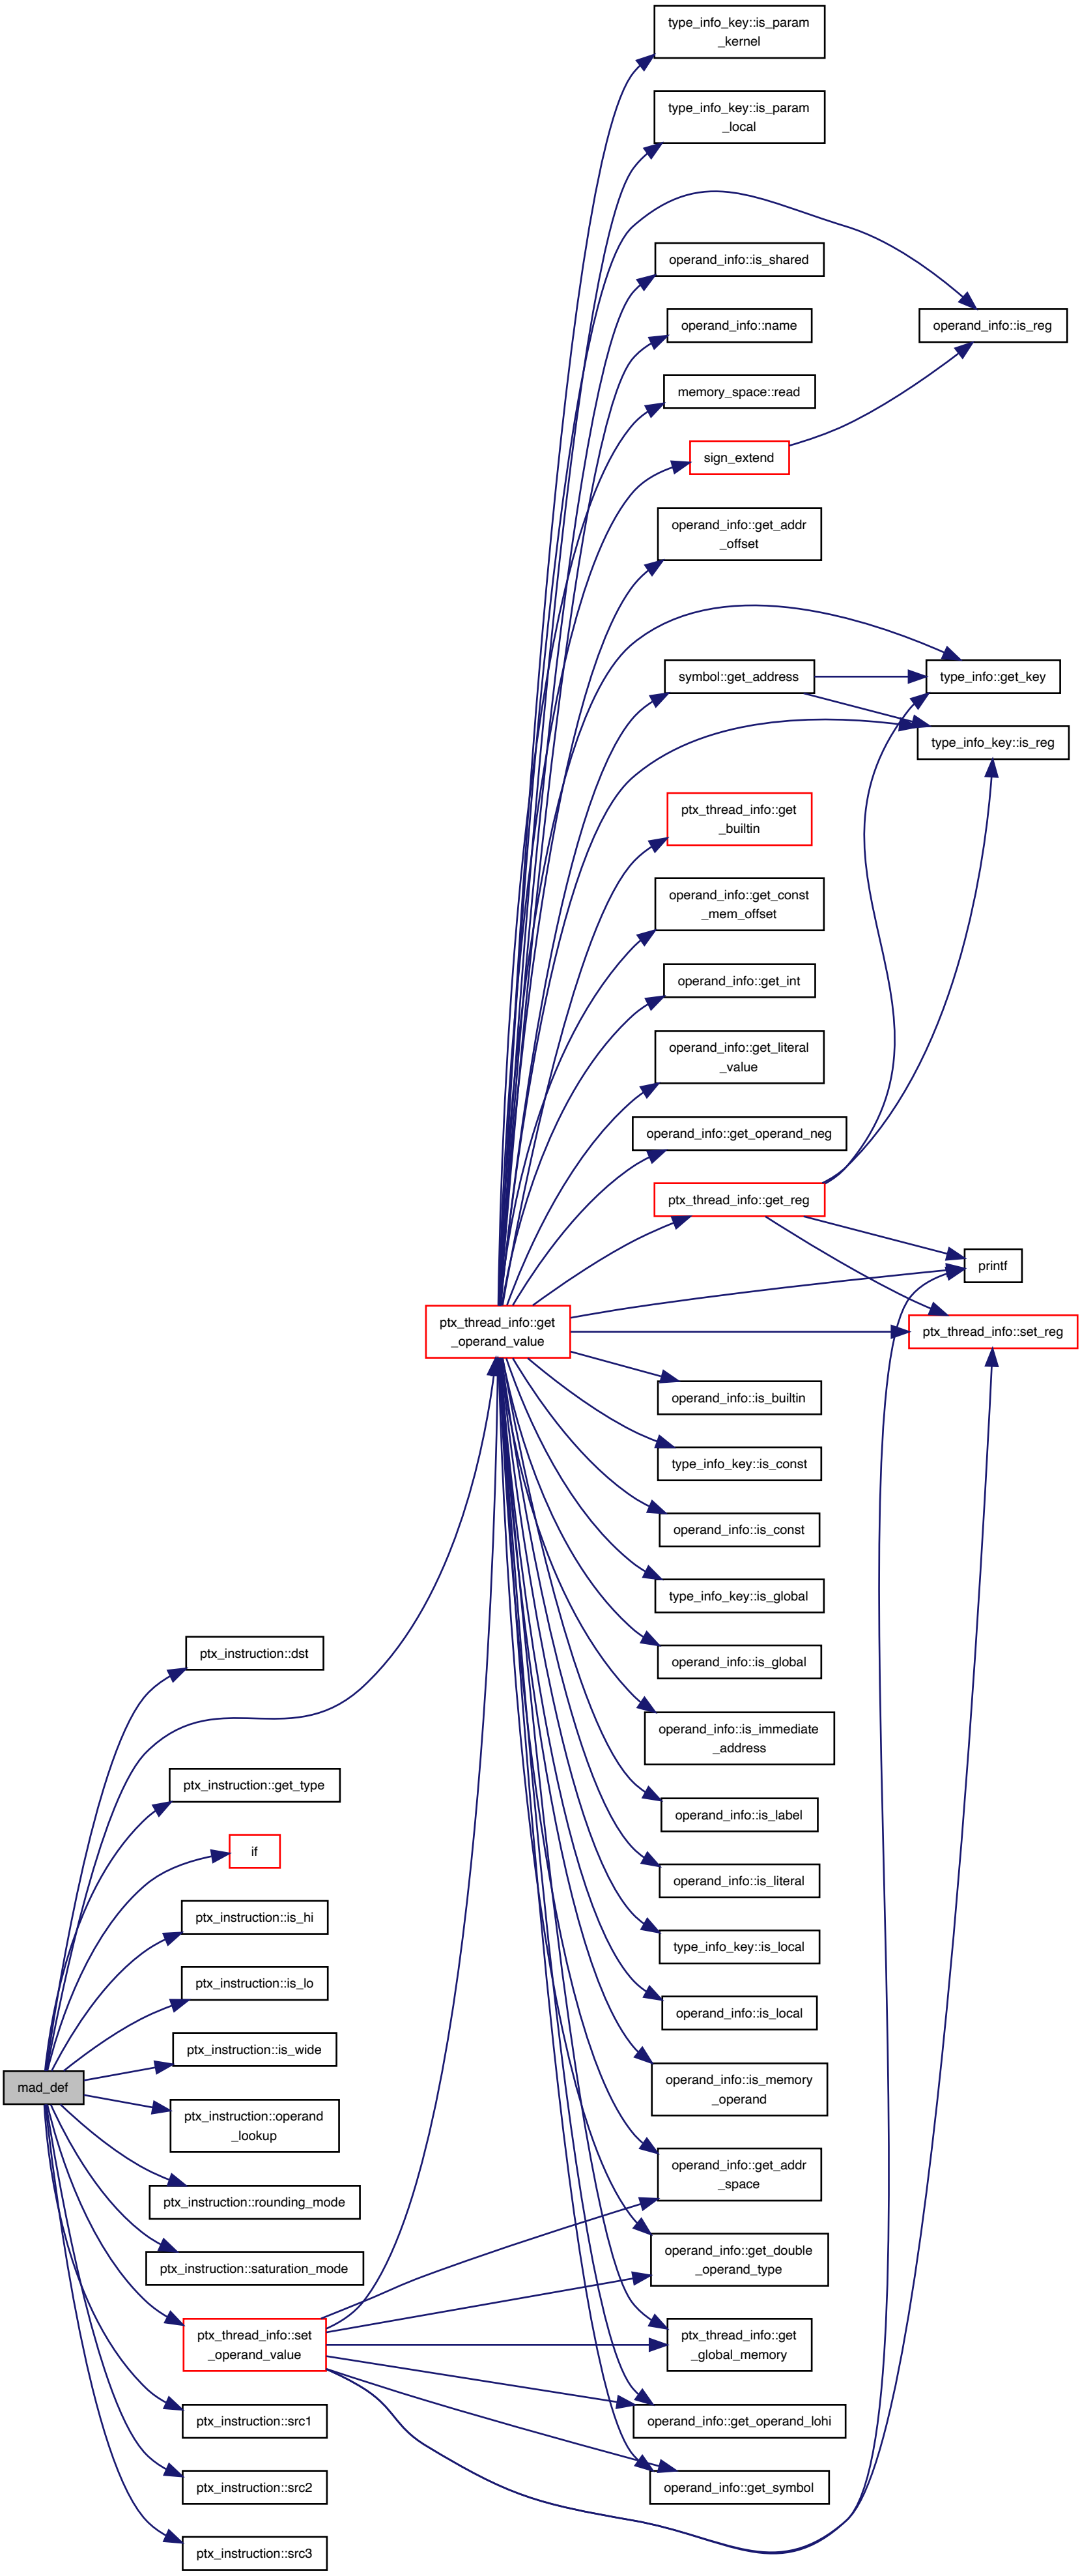 type_info_key::is_param
_kernel
type_info_key::is_param
_local
operand_info::is_shared
operand_info::name
operand_info::is_reg
memory_space::read
sign_extend
operand_info::get_addr
_offset
symbol::get_address
type_info::get_key
type_info_key::is_reg
ptx_thread_info::get
_builtin
operand_info::get_const
_mem_offset
operand_info::get_int
operand_info::get_literal
_value
operand_info::get_operand_neg
ptx_thread_info::get_reg
printf
ptx_thread_info::get
_operand_value
ptx_thread_info::set_reg
operand_info::is_builtin
type_info_key::is_const
operand_info::is_const
type_info_key::is_global
operand_info::is_global
operand_info::is_immediate
_address
operand_info::is_label
operand_info::is_literal
type_info_key::is_local
operand_info::is_local
operand_info::is_memory
_operand
operand_info::get_addr
_space
operand_info::get_double
_operand_type
ptx_thread_info::get
_global_memory
operand_info::get_operand_lohi
operand_info::get_symbol
ptx_instruction::dst
ptx_instruction::get_type
if
ptx_instruction::is_hi
ptx_instruction::is_lo
ptx_instruction::is_wide
mad_def
ptx_instruction::operand
_lookup
ptx_instruction::rounding_mode
ptx_instruction::saturation_mode
ptx_thread_info::set
_operand_value
ptx_instruction::src1
ptx_instruction::src2
ptx_instruction::src3